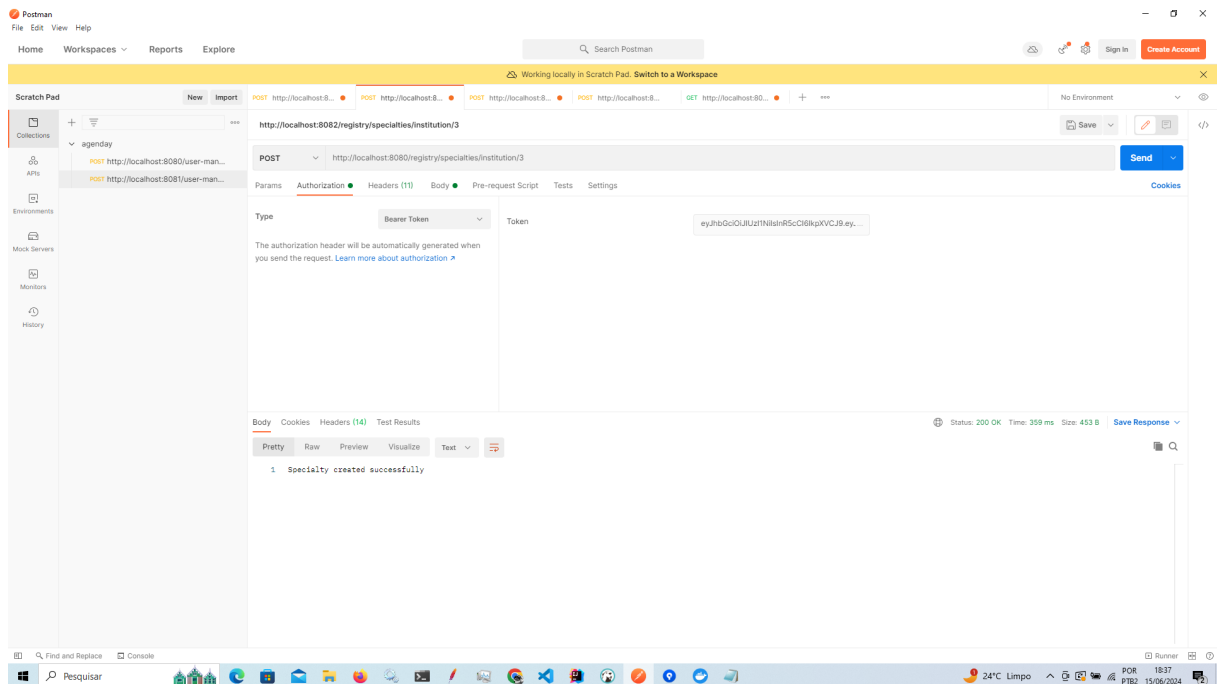 Postman
File Edit View Help
Home Workspaces Reports Explore
Search Postman
Sign In Create Account
Working locally in Scratch Pad. Switch to a Workspace
Scratch Pad New Import
POST http://localhost:8... POST http://localhost:8... POST http://localhost:8... POST http://localhost:8... GET http://localhost:80...
No Environment
Collections
APIs
Environments
Mock Servers
Monitors
History
agenday
POST http://localhost:8080/user-man...
POST http://localhost:8081/user-man...
http://localhost:8082/registry/specialties/institution/3
Save
POST http://localhost:8080/registry/specialties/institution/3
Send
Params Authorization Headers (11) Body Pre-request Script Tests Settings
Cookies
Type Bearer Token
The authorization header will be automatically generated when
you send the request. Learn more about authorization
Token
Body Cookies Headers (14) Test Results
Status: 200 OK Time: 359 ms Size: 453 B Save Response
Pretty Raw Preview Visualize Text
1 Specialty created successfully
Find and Replace Console
Runner
Pesquisar
24°C Limpo
POR
PTB2
18:37
15/06/2024